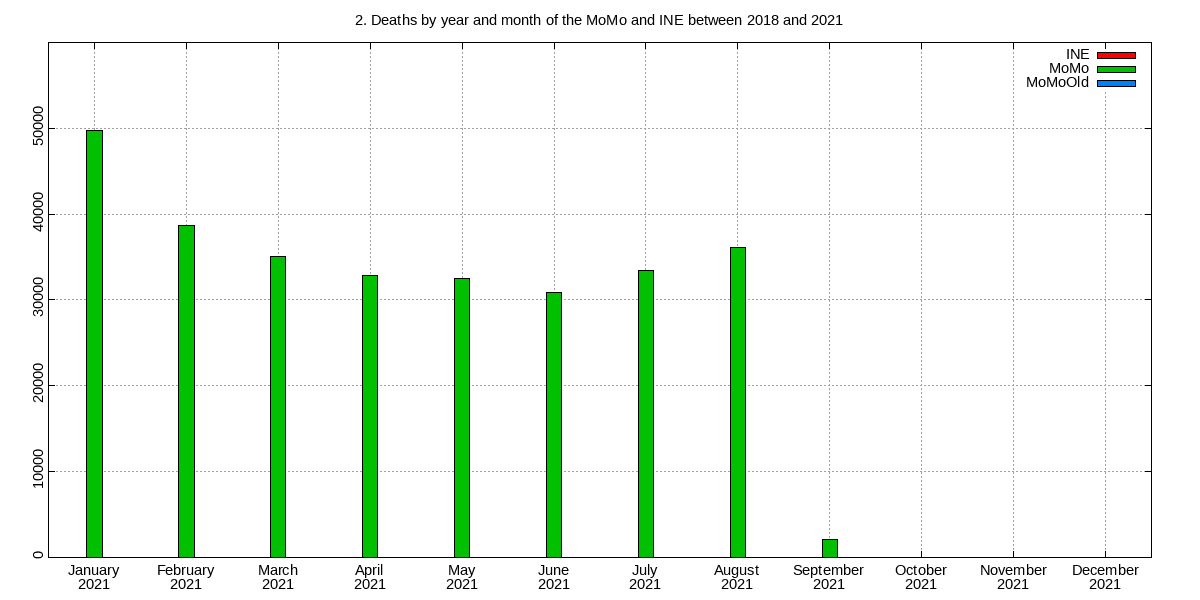 2. Deaths by year and month of the MoMo and INE between 2018 and 2021
INE
MoMo
MoMoOld
50000
40000
30000
20000
10000
0
January February March April May June July August September October November December
2021 2021 2021 2021 2021 2021 2021 2021 2021 2021 2021 2021